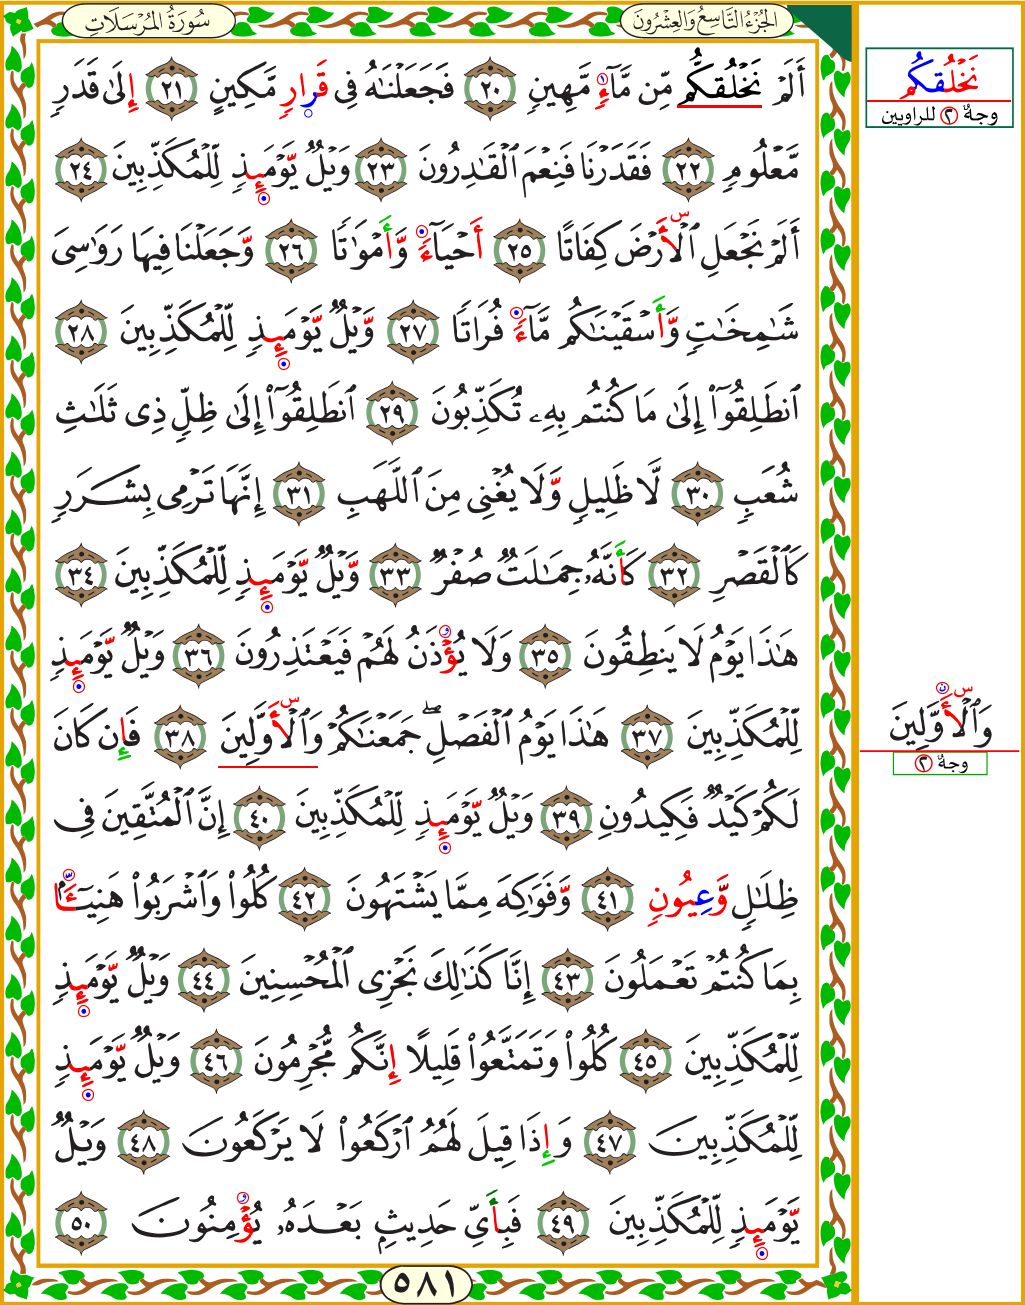 الجُزْءُ التَّاسِعُ وَالعِشْرُونَ
سُورَةُ المُرْسَلَاتِ
أَلَمْ نَخْلُقكُّم مِّن مَّآءٍ مَّهِينٍ ٢٠ فَجَعَلْنَٰهُ فِى قَرَارٍ مَّكِينٍ ٢١ إِلَىٰ قَدَرٍ
مَّعْلُومٍ ٢٢ فَقَدَرْنَا فَنِعْمَ ٱلْقَٰدِرُونَ ٢٣ وَيْلٌ يَوْمَئِذٍ لِّلْمُكَذِّبِينَ ٢٤
أَلَمْ نَجْعَلِ ٱلْأَرْضَ كِفَاتًا ٢٥ أَحْيَآءً وَّأَمْوَٰتًا ٢٦ وَّجَعَلْنَا فِيهَا رَوَٰسِىَ
شَٰمِخَٰتٍ وَّأَسْقَيْنَٰكُم مَّآءً فُرَاتًا ٢٧ وَّيْلٌ يَّوْمَئِذٍ لِّلْمُكَذِّبِينَ ٢٨
ٱنطَلِقُوٓا۟ إِلَىٰ مَا كُنتُم بِهِۦ تُكَذِّبُونَ ٢٩ ٱنطَلِقُوٓا۟ إِلَىٰ ظِلٍّ ذِى ثَلَٰثِ
شُعَبٍ ٣٠ لَّا ظَلِيلٍ وَّلَا يُغْنِى مِنَ ٱللَّهَبِ ٣١ إِنَّهَا تَرْمِى بِشَرَرٍ
كَٱلْقَصْرِ ٣٢ كَأَنَّهُۥ جِمَٰلَتٌ صُفْرٌ ٣٣ وَّيْلٌ يَّوْمَئِذٍ لِّلْمُكَذِّبِينَ ٣٤
هَٰذَا يَوْمُ لَا يَنطِقُونَ ٣٥ وَلَا يُؤْذَنُ لَهُمْ فَيَعْتَذِرُونَ ٣٦ وَيْلٌ يَّوْمَئِذٍ
لِّلْمُكَذِّبِينَ ٣٧ هَٰذَا يَوْمُ ٱلْفَصْلِۖ جَمَعْنَٰكُمْ وَٱلْأَوَّلِينَ ٣٨ فَإِن كَانَ
لَكُمْ كَيْدٌ فَكِيدُونِ ٣٩ وَيْلٌ يَّوْمَئِذٍ لِّلْمُكَذِّبِينَ ٤٠ إِنَّ ٱلْمُتَّقِينَ فِى
ظِلَٰلٍ وَّعِيُونٍ ٤١ وَّفَوَٰكِهَ مِمَّا يَشْتَهُونَ ٤٢ كُلُوا۟ وَٱشْرَبُوا۟ هَنِيٓـًٔۢا
بِمَا كُنتُمْ تَعْمَلُونَ ٤٣ إِنَّا كَذَٰلِكَ نَجْزِى ٱلْمُحْسِنِينَ ٤٤ وَيْلٌ يَّوْمَئِذٍ
لِّلْمُكَذِّبِينَ ٤٥ كُلُوا۟ وَتَمَتَّعُوا۟ قَلِيلًا إِنَّكُم مُّجْرِمُونَ ٤٦ وَيْلٌ يَّوْمَئِذٍ
لِّلْمُكَذِّبِينَ ٤٧ وَإِذَا قِيلَ لَهُمُ ٱرْكَعُوا۟ لَا يَرْكَعُونَ ٤٨ وَيْلٌ
يَّوْمَئِذٍ لِّلْمُكَذِّبِينَ ٤٩ فَبِأَىِّ حَدِيثٍۭ بَعْدَهُۥ يُؤْمِنُونَ ٥٠
٥٨١
نَخْلُقكُم
وجهٌ ٢ للراويين
وَٱلْأَوَّلِينَ
وجهٌ ٢